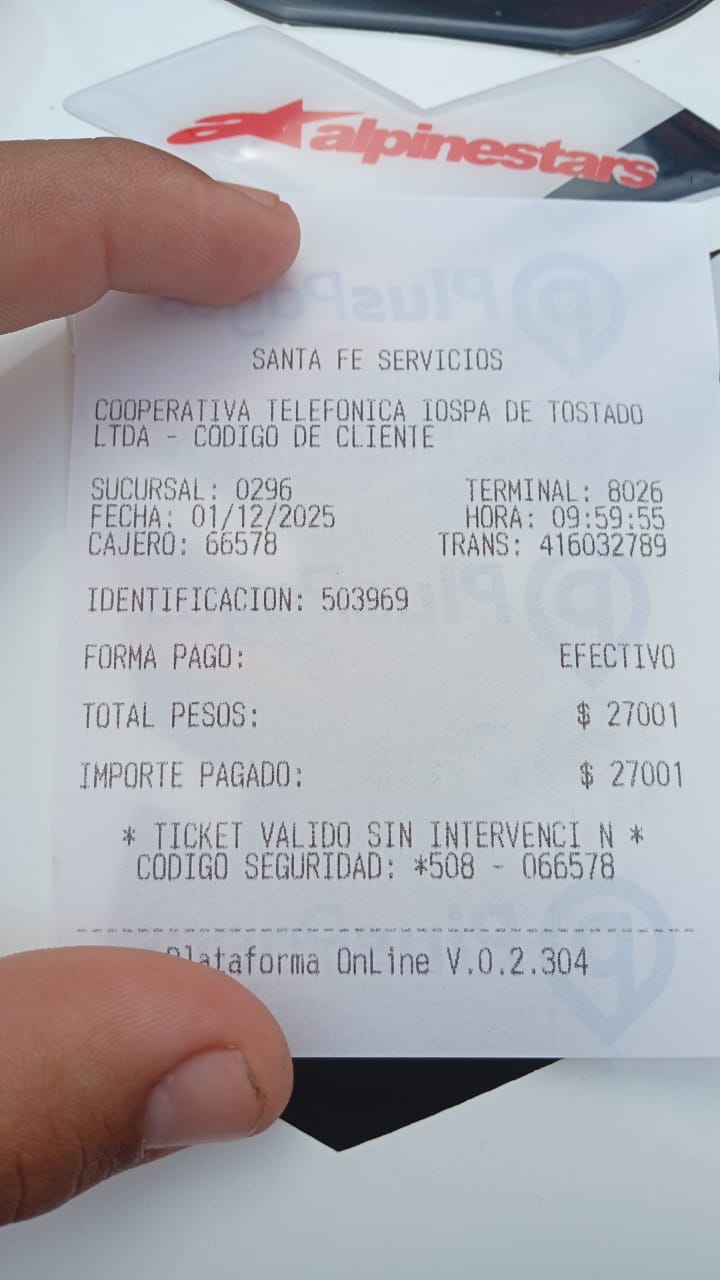 alpinestars
PlusPagos
SANTA FE SERVICIOS
COOPERATIVA TELEFONICA IOSPA DE TOSTADO
LTDA - CODIGO DE CLIENTE
SUCURSAL: 0296 TERMINAL: 8026
FECHA: 01/12/2025 HORA: 09:59:55
CAJERO: 66578 TRANS: 416032789
IDENTIFICACION: 503969
FORMA PAGO: EFECTIVO
TOTAL PESOS: $ 27001
IMPORTE PAGADO: $ 27001
* TICKET VALIDO SIN INTERVENCI N *
CODIGO SEGURIDAD: *508 - 066578
Plataforma OnLine V.0.2.304